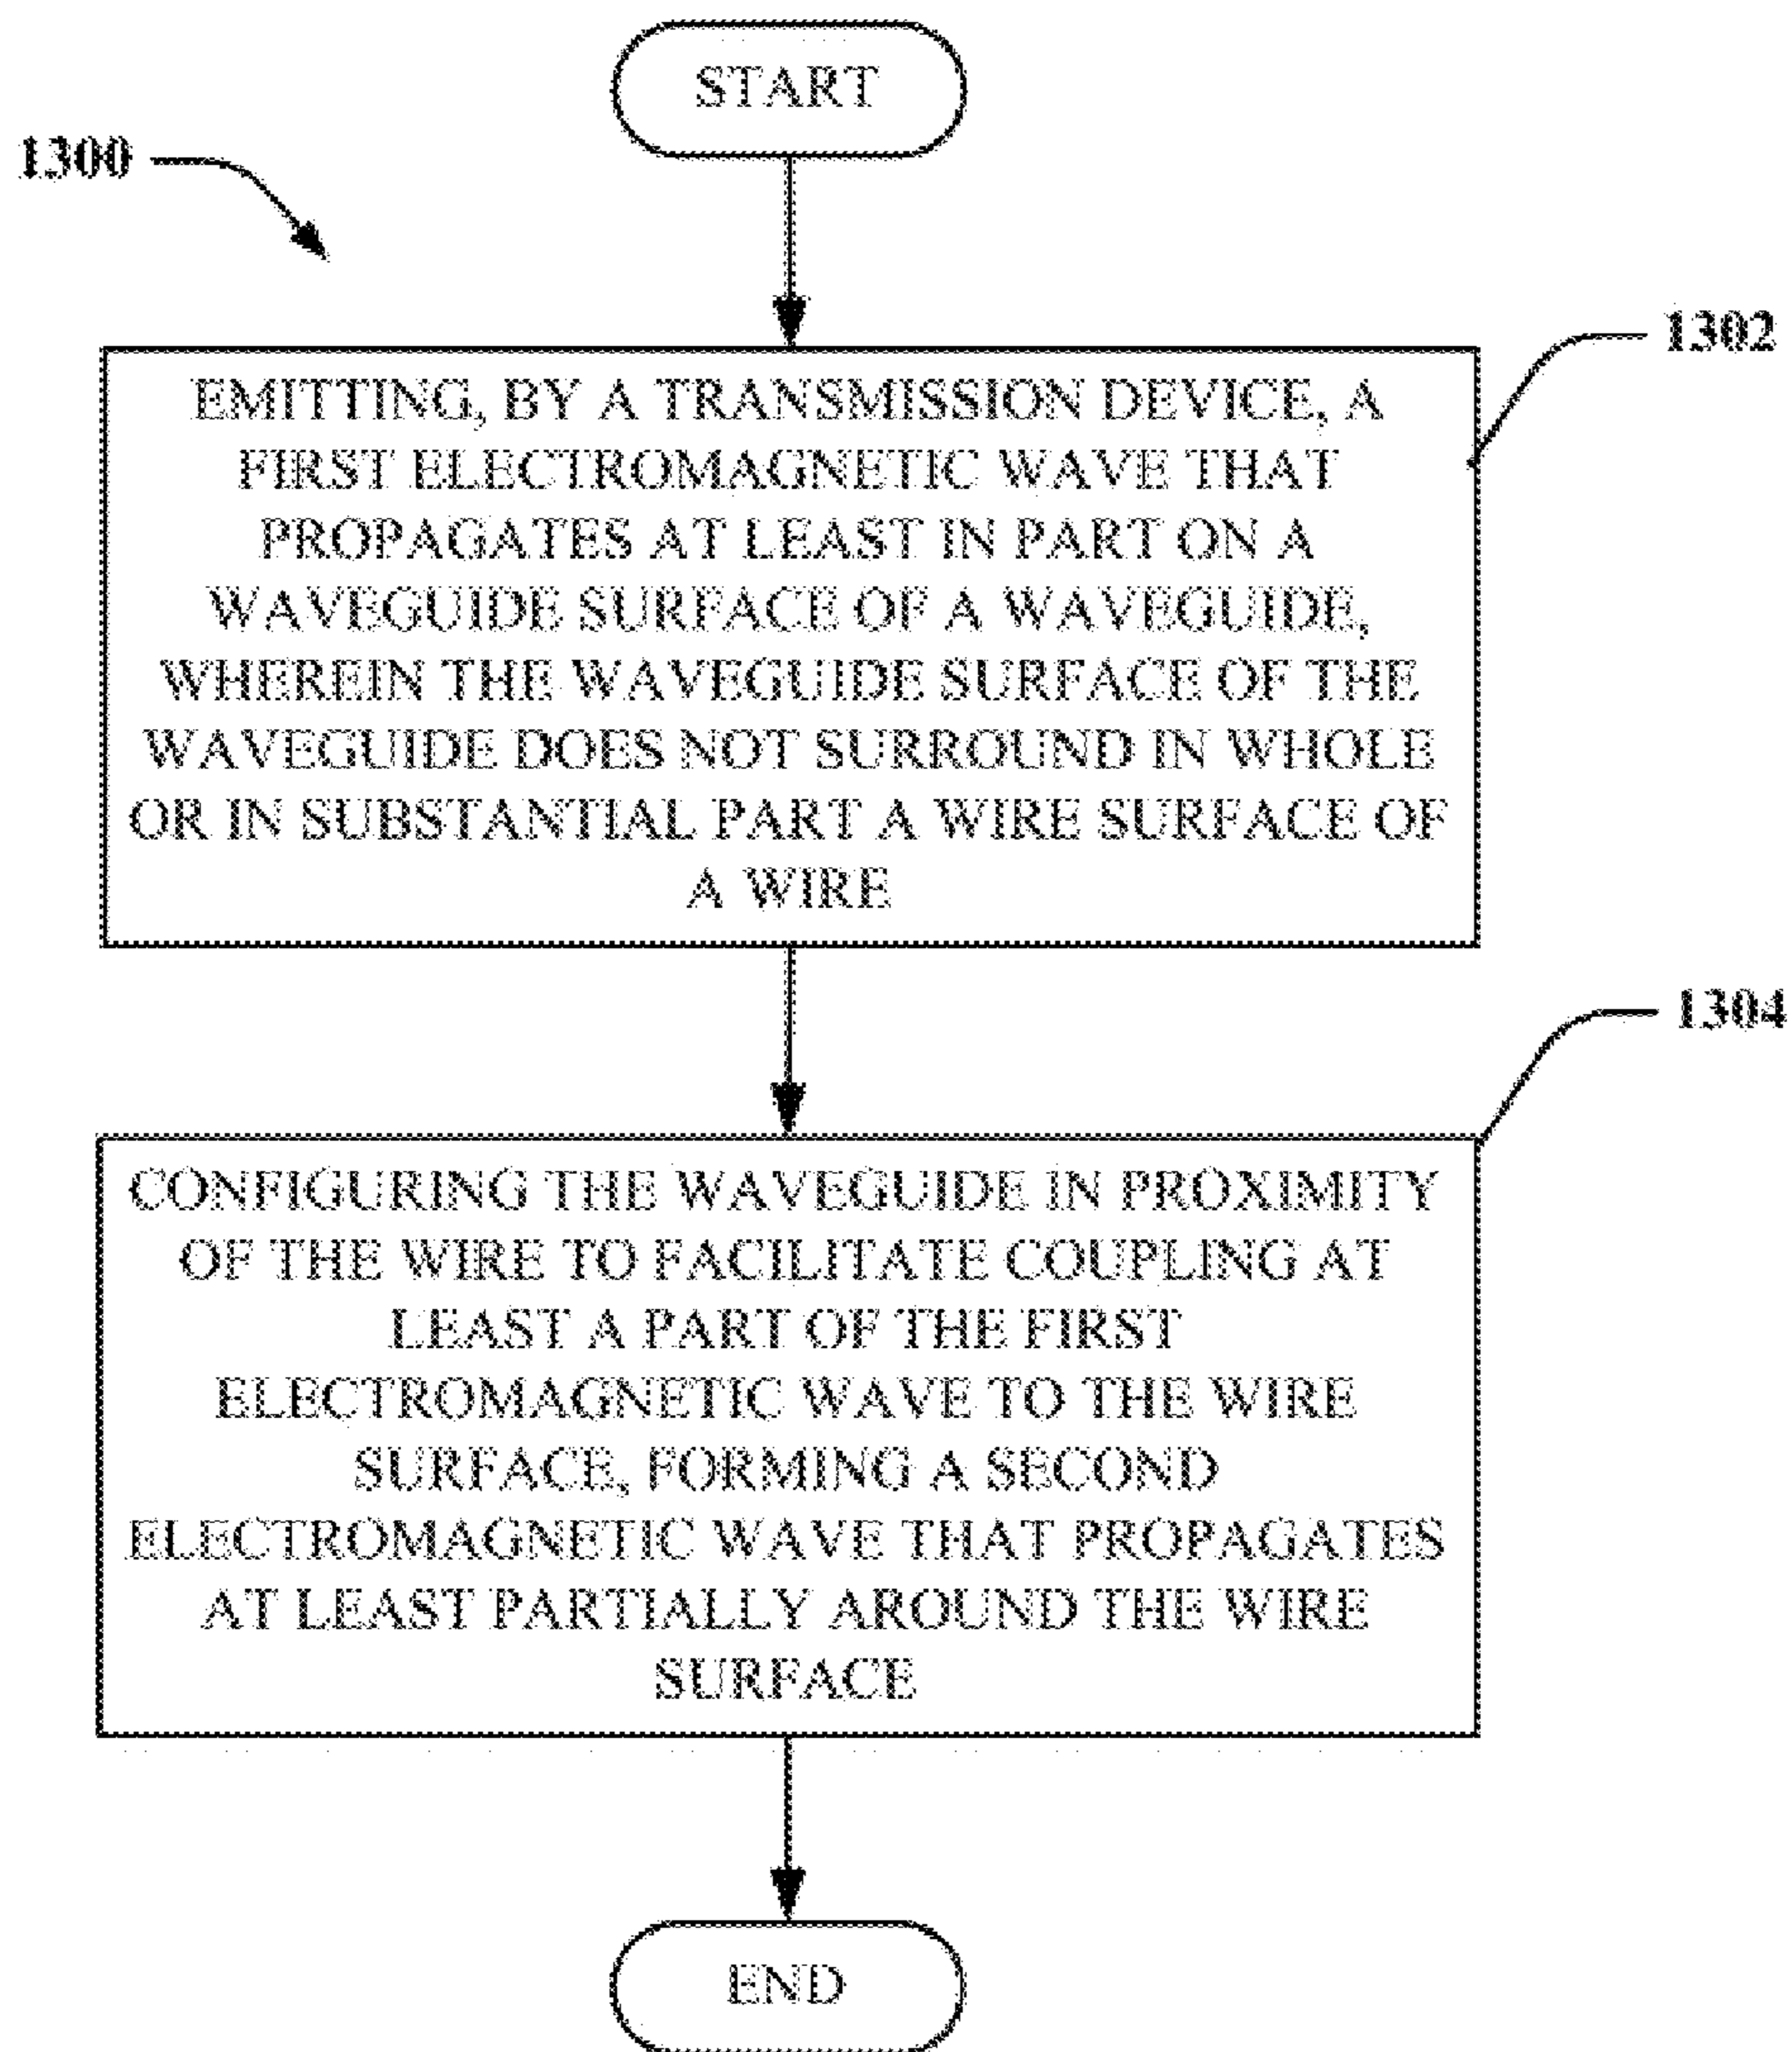 START
1300
1302
EMITTING, BY A TRANSMISSION DEVICE, A
FIRST ELECTROMAGNETIC WAVE THAT
PROPAGATES AT LEAST IN PART ON A
WAVEGUIDE SURFACE OF A WAVEGUIDE,
WHEREIN THE WAVEGUIDE SURFACE OF THE
WAVEGUIDE DOES NOT SURROUND IN WHOLE
OR IN SUBSTANTIAL PART A WIRE SURFACE OF
A WIRE
1304
CONFIGURING THE WAVEGUIDE IN PROXIMITY
OF THE WIRE TO FACILITATE COUPLING AT
LEAST A PART OF THE FIRST
ELECTROMAGNETIC WAVE TO THE WIRE
SURFACE, FORMING A SECOND
ELECTROMAGNETIC WAVE THAT PROPAGATES
AT LEAST PARTIALLY AROUND THE WIRE
SURFACE
END